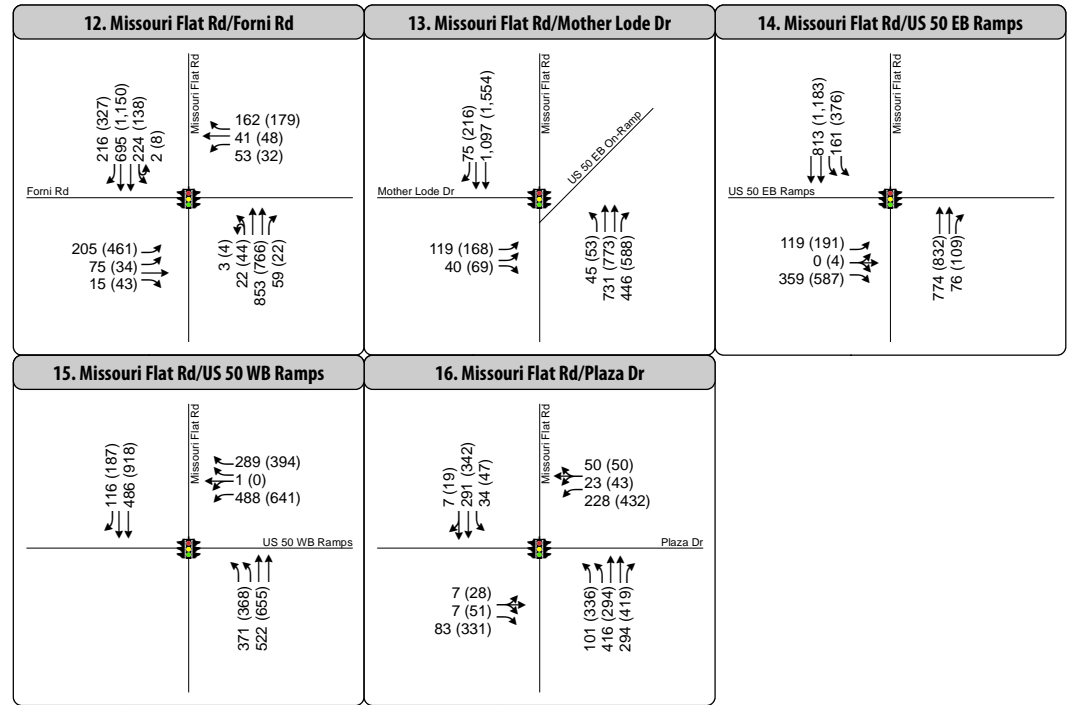 12. Missouri Flat Rd/Forni Rd
216 (327)
695 (1,150)
224 (138)
2 (8)
Missouri Flat Rd
162 (179)
41 (48)
53 (32)
Forni Rd
205 (461)
75 (34)
15 (43)
3 (4)
22 (44)
853 (766)
59 (22)
13. Missouri Flat Rd/Mother Lode Dr
75 (216)
1,097 (1,554)
Missouri Flat Rd
US 50 EB On-Ramp
Mother Lode Dr
119 (168)
40 (69)
45 (53)
731 (773)
446 (588)
14. Missouri Flat Rd/US 50 EB Ramps
813 (1,183)
161 (376)
Missouri Flat Rd
US 50 EB Ramps
119 (191)
0 (4)
359 (587)
774 (832)
76 (109)
15. Missouri Flat Rd/US 50 WB Ramps
116 (187)
486 (918)
Missouri Flat Rd
289 (394)
1 (0)
488 (641)
US 50 WB Ramps
371 (368)
522 (655)
16. Missouri Flat Rd/Plaza Dr
7 (19)
291 (342)
34 (47)
Missouri Flat Rd
50 (50)
23 (43)
228 (432)
Plaza Dr
7 (28)
7 (51)
83 (331)
101 (336)
416 (294)
294 (419)